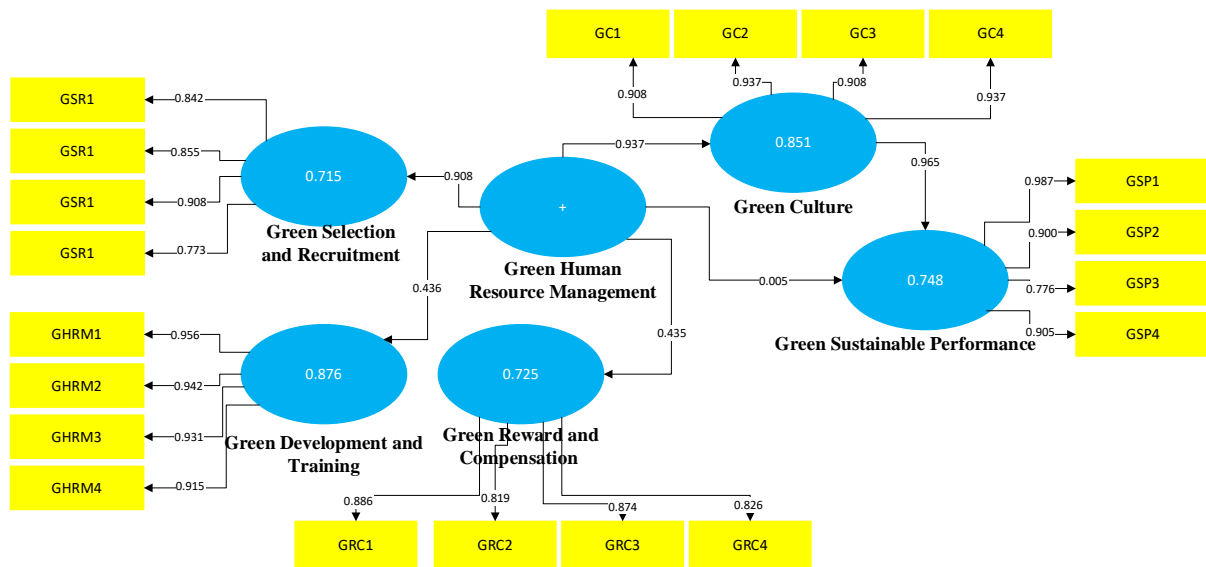 GC1
GC2
GC3
GC4
GSR1
0.842
0.908
0.937
0.908
0.937
GSR1
0.855
0.937
0.851
0.965
GSR1
0.908
0.715
0.908
+
Green Culture
0.987
GSP1
GSR1
0.773
Green Selection
and Recruitment
0.900
GSP2
Green Human
Resource Management
0.436
0.005
0.748
0.776
GSP3
0.435
0.905
GSP4
Green Sustainable Performance
GHRM1
0.956
GHRM2
0.942
0.876
0.725
GHRM3
0.931
Green Development and
Training
Green Reward and
Compensation
GHRM4
0.915
0.886
0.819
0.874
0.826
GRC1
GRC2
GRC3
GRC4